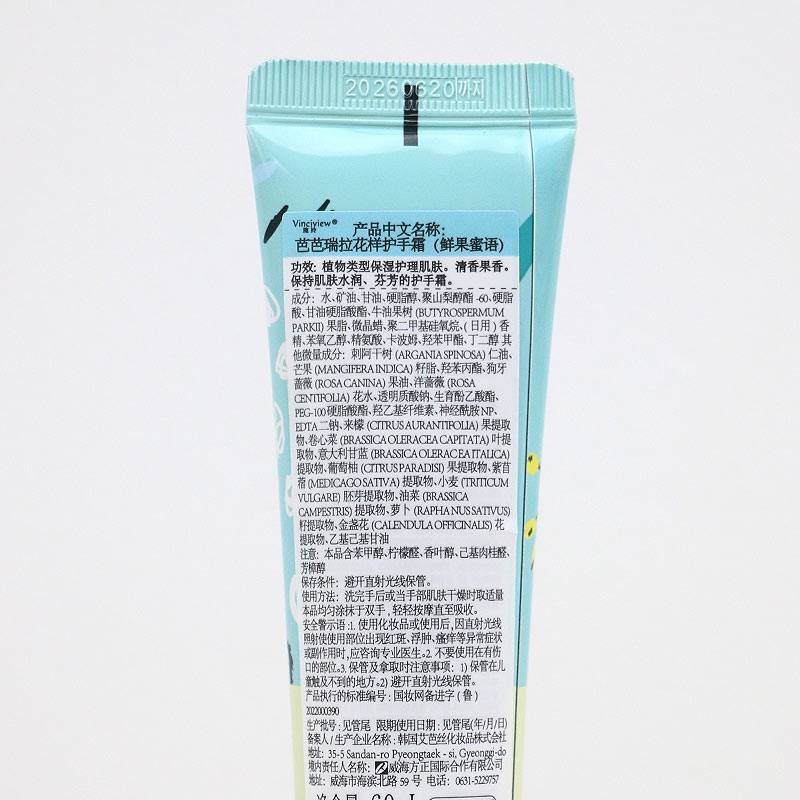 20260620까지
Vinciview®
产品中文名称：
芭芭瑞拉花样护手霜（鲜果蜜语）
功效: 植物类型保湿护理肌肤。清香果香。
保持肌肤水润、芬芳的护手霜。
成分: 水、矿油、甘油、硬脂醇、聚山梨醇酯 -60、硬脂
酸、甘油硬脂酸酯、牛油果树 (BUTYROSPERMUM
PARKII) 果脂、微晶蜡、聚二甲基硅氧烷、( 日用 ) 香
精、苯氧乙醇、精氨酸、卡波姆、羟苯甲酯、丁二醇 其
他微量成分: 刺阿干树 (ARGANIA SPINOSA) 仁油、
芒果 (MANGIFERA INDICA) 籽脂、羟苯丙酯、狗牙
蔷薇 (ROSA CANINA) 果油、洋蔷薇 (ROSA
CENTIFOLIA) 花水、透明质酸钠、生育酚乙酸酯、
PEG-100 硬脂酸酯、羟乙基纤维素、神经酰胺 NP、
EDTA 二钠、来檬 (CITRUS AURANTIFOLIA) 果提取
物、卷心菜 (BRASSICA OLERACEA CAPITATA) 叶提
取物、意大利甘蓝 (BRASSICA OLERAC EA ITALICA)
提取物、葡萄柚 (CITRUS PARADISI) 果提取物、紫苜
蓿 (MEDICAGO SATIVA) 提取物、小麦 (TRITICUM
VULGARE) 胚芽提取物、油菜 (BRASSICA
CAMPESTRIS) 提取物、萝卜 (RAPHA NUS SATIVUS)
籽提取物、金盏花 (CALENDULA OFFICINALIS) 花
提取物、乙基己基甘油
注意: 本品含苯甲醇、柠檬醛、香叶醇、己基肉桂醛、
芳樟醇
保存条件: 避开直射光线保管。
使用方法: 洗完手后或当手部肌肤干燥时取适量
本品均匀涂抹于双手, 轻轻按摩直至吸收。
安全警示语 :1. 使用化妆品或使用后, 因直射光线
照射使使用部位出现红斑、浮肿、瘙痒等异常症状
或副作用时, 应咨询专业医生。2. 不要使用在有伤
口的部位。3. 保管及拿取时注意事项: 1) 保管在儿
童触及不到的地方。2) 避开直射光线保管。
产品执行的标准编号 : 国妆网备进字 ( 鲁 )
2022000390
生产批号 : 见管尾 限期使用日期 : 见管尾(年/月/日)
备案人 / 生产企业名称 : 韩国艾芭丝化妆品株式会社
地址: 35-5 Sandan-ro Pyeongtaek - si, Gyeonggi-do
境内责任人名称: 威海方正国际合作有限公司
地址: 威海市海滨北路 59 号 电话: 0631-5229757